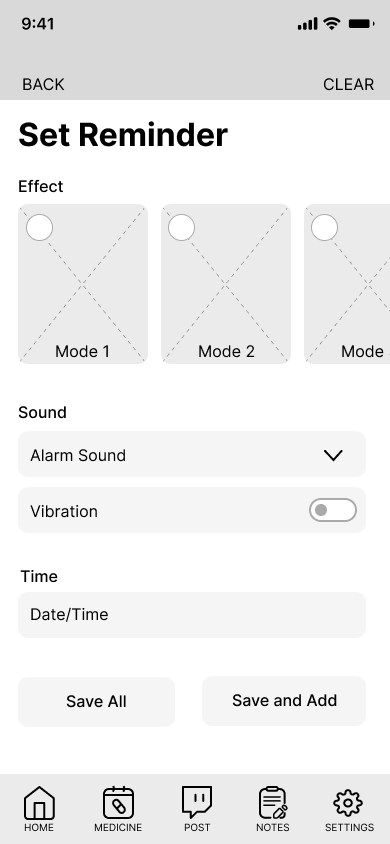 9:41
BACK CLEAR
Set Reminder
Effect
Mode 1 Mode 2 Mode
Sound
Alarm Sound
Vibration
Time
Date/Time
Save All Save and Add
HOME MEDICINE POST NOTES SETTINGS